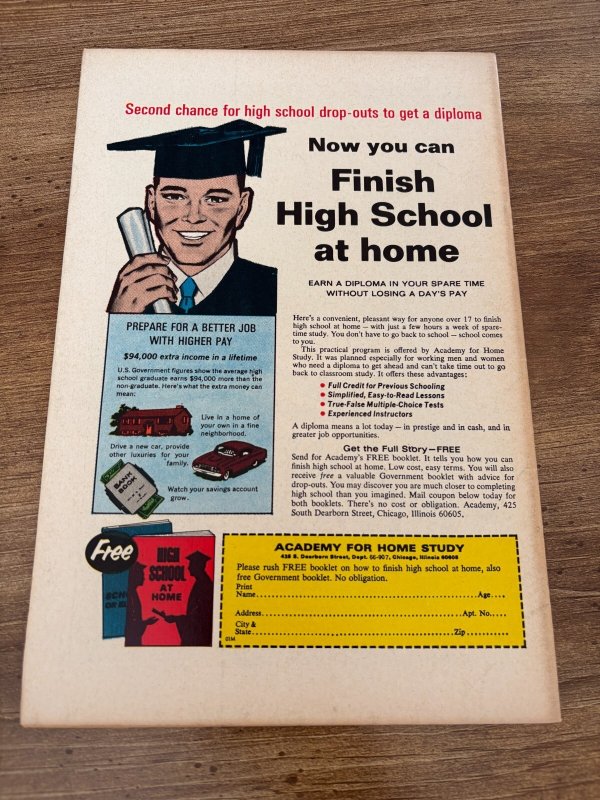 Second chance for high school drop-outs to get a diploma
Now you can
Finish
High School
at home
EARN A DIPLOMA IN YOUR SPARE TIME
WITHOUT LOSING A DAY'S PAY
PREPARE FOR A BETTER JOB
WITH HIGHER PAY
$94,000 extra income in a lifetime
U.S. Government figures show the average high
school graduate earns $94,000 more than the
non-graduate. Here's what the extra money can
mean:
Live in a home of
your own in a fine
neighborhood.
Drive a new car, provide
other luxuries for your
family.
BANK
BOOK
Watch your savings account
grow.
Here's a convenient, pleasant way for anyone over 17 to finish
high school at home — with just a few hours a week of spare-
time study. You don't have to go back to school — school comes
to you.
This practical program is offered by Academy for Home
Study. It was planned especially for working men and women
who need a diploma to get ahead and can't take time out to go
back to classroom study. It offers these advantages:
• Full Credit for Previous Schooling
• Simplified, Easy-to-Read Lessons
• True-False Multiple-Choice Tests
• Experienced Instructors
A diploma means a lot today — in prestige and in cash, and in
greater job opportunities.
Get the Full Story—FREE
Send for Academy's FREE booklet. It tells you how you can
finish high school at home. Low cost, easy terms. You will also
receive free a valuable Government booklet with advice for
drop-outs. You may discover you are much closer to completing
high school than you imagined. Mail coupon below today for
both booklets. There's no cost or obligation. Academy, 425
South Dearborn Street, Chicago, Illinois 60605.
Free
HIGH
SCHOOL
AT
HOME
ACADEMY FOR HOME STUDY
Dearborn Street, Dept. 66-907, Chicago, Illinois 60605
Please rush FREE booklet on how to finish high school at home, also
free Government booklet. No obligation.
Print
Name.....Age....
Address.....Apt. No.....
City &
State.....Zip.....